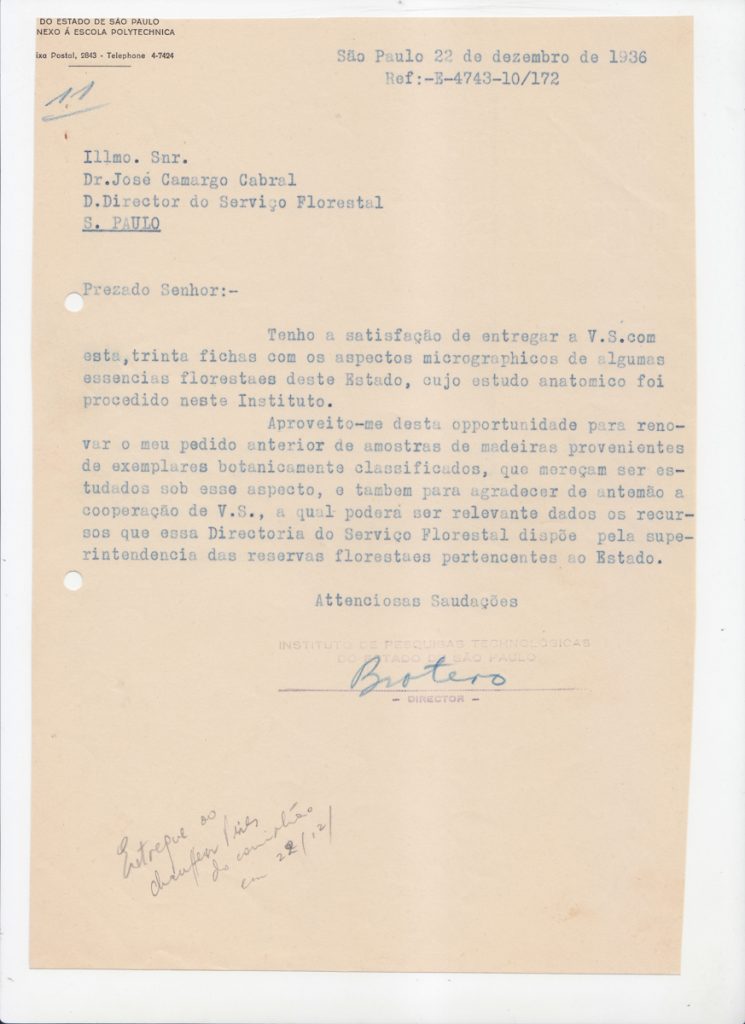 DO ESTADO DE SÃO PAULO
NEXO Á ESCOLA POLYTECHNICA
ixa Postal, 2843 - Telephone 4-7424
São Paulo 22 de dezembro de 1936
Ref:-E-4743-10/172
11
Illmo. Snr.
Dr.José Camargo Cabral
D.Director do Serviço Florestal
S. PAULO
Prezado Senhor:-
Tenho a satisfação de entregar a V.S.com
esta,trinta fichas com os aspectos micrographicos de algumas
essencias florestaes deste Estado, cujo estudo anatomico foi
procedido neste Instituto.
Aproveito-me desta opportunidade para reno-
var o meu pedido anterior de amostras de madeiras provenientes
de exemplares botanicamente classificados, que mereçam ser es-
tudados sob esse aspecto, e tambem para agradecer de antemão a
cooperação de V.S., a qual poderá ser relevante dados os recur-
sos que essa Directoria do Serviço Florestal dispõe pela supe-
rintendencia das reservas florestaes pertencentes ao Estado.
Attenciosas Saudações
INSTITUTO DE PESQUISAS TECHNOLOGICAS
DO ESTADO DE SÃO PAULO
Brotero
- DIRECTOR -
Entregue ao
chauffeur Pires
do caminhão
em 22/12/